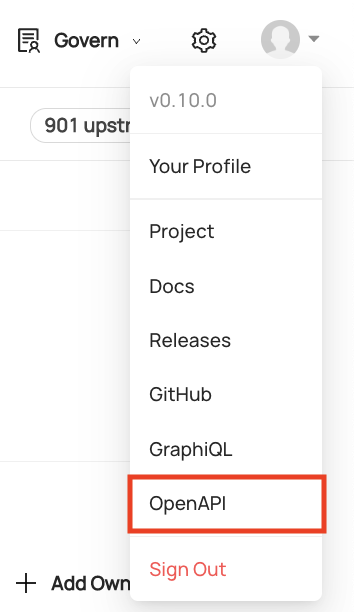 Govern
v0.10.0
901 upstr
Your Profile
Project
Docs
Releases
GitHub
GraphiQL
OpenAPI
Sign Out
Add Own